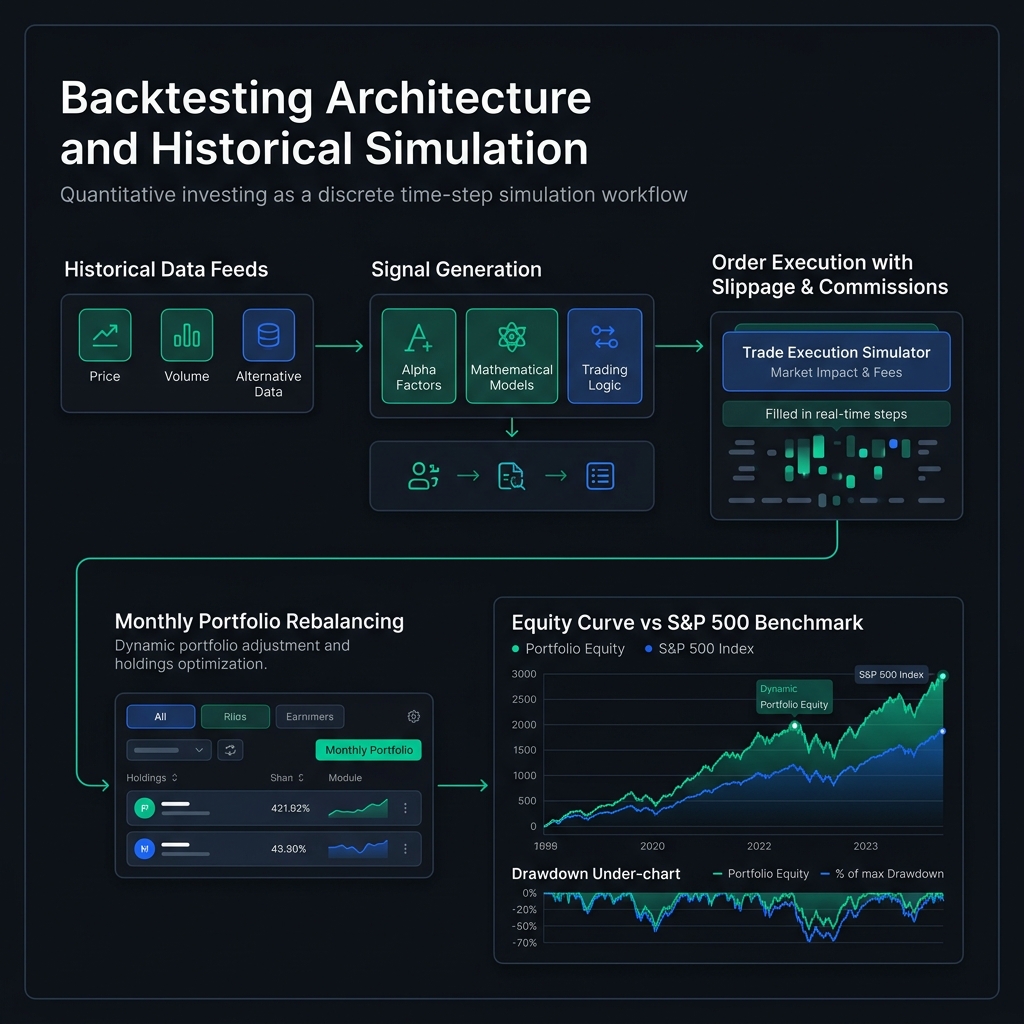 Backtesting Architecture
and Historical Simulation
Quantitative investing as a discrete time-step simulation workflow
Historical Data Feeds
Price
Volume
Alternative
Data
Signal Generation
Alpha
Factors
Mathematical
Models
Trading
Logic
Order Execution with
Slippage & Commissions
Trade Execution Simulator
Market Impact & Fees
Filled in real-time steps
Monthly Portfolio Rebalancing
Dynamic portfolio adjustment and
holdings optimization.
All
Rlias
Earnmers
Monthly Portfolio
Holdings
Shan
Module
421.82%
43.30%
Equity Curve vs S&P 500 Benchmark
Portfolio Equity
S&P 500 Index
3000
2500
2000
1500
1000
500
0
Dynamic
Portfolio Equity
S&P 500 Index
1099
2020
2022
2023
Drawdown Under-chart
Portfolio Equity
% of max Drawdown
0%
-20%
-50%
-70%